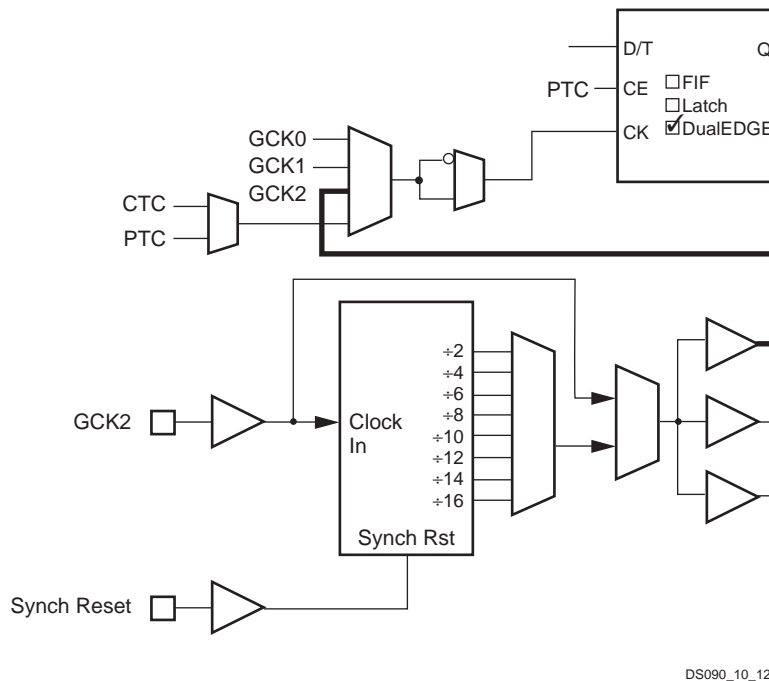 D/T
Q
PTC
CE
FIF
Latch
CK
DualEDGE
GCK0
GCK1
GCK2
CTC
PTC
÷2
÷4
÷6
÷8
÷10
÷12
÷14
÷16
GCK2
Clock
In
Synch Rst
Synch Reset
DS090_10_12